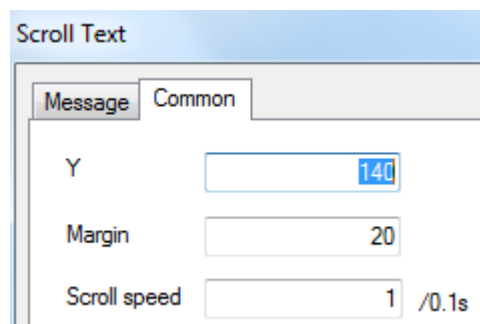 Scroll Text
Message Common
Y 140
Margin 20
Scroll speed 1 /0.1s